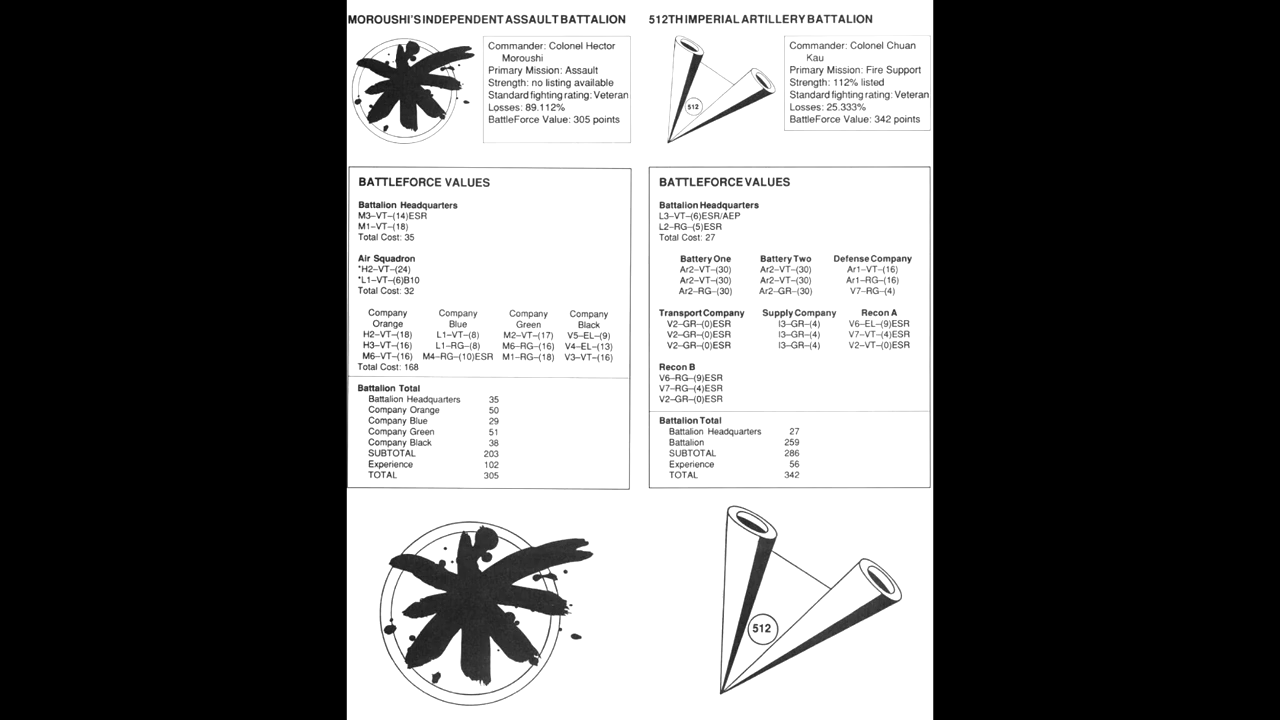 MOROUSHI'S INDEPENDENT ASSAULT BATTALION
Commander: Colonel Hector
Moroushi
Primary Mission: Assault
Strength: no listing available
Standard fighting rating: Veteran
Losses: 89.112%
BattleForce Value: 305 points
BATTLEFORCE VALUES
Battalion Headquarters
M3–VT–(14)ESR
M1–VT–(18)
Total Cost: 35
Air Squadron
*H2–VT–(24)
*L1–VT–(6)B10
Total Cost: 32
Company Company Company Company
Orange Blue Green Black
H2–VT–(18) L1–VT–(8) M2–VT–(17) V5–EL–(9)
H3–VT–(16) L1–RG–(8) M6–RG–(16) V4–EL–(13)
M6–VT–(16) M4–RG–(10)ESR M1–RG–(18) V3–VT–(16)
Total Cost: 168
Battalion Total
Battalion Headquarters 35
Company Orange 50
Company Blue 29
Company Green 51
Company Black 38
SUBTOTAL 203
Experience 102
TOTAL 305
512TH IMPERIAL ARTILLERY BATTALION
512
Commander: Colonel Chuan
Kau
Primary Mission: Fire Support
Strength: 112% listed
Standard fighting rating: Veteran
Losses: 25.333%
BattleForce Value: 342 points
BATTLEFORCE VALUES
Battalion Headquarters
L3–VT–(6)ESR/AEP
L2–RG–(5)ESR
Total Cost: 27
Battery One Battery Two Defense Company
Ar2–VT–(30) Ar2–VT–(30) Ar1–VT–(16)
Ar2–VT–(30) Ar2–VT–(30) Ar1–RG–(16)
Ar2–RG–(30) Ar2–GR–(30) V7–RG–(4)
Transport Company Supply Company Recon A
V2–GR–(0)ESR I3–GR–(4) V6–EL–(9)ESR
V2–GR–(0)ESR I3–GR–(4) V7–VT–(4)ESR
V2–GR–(0)ESR I3–GR–(4) V2–VT–(0)ESR
Recon B
V6–RG–(9)ESR
V7–RG–(4)ESR
V2–GR–(0)ESR
Battalion Total
Battalion Headquarters 27
Battalion 259
SUBTOTAL 286
Experience 56
TOTAL 342
512